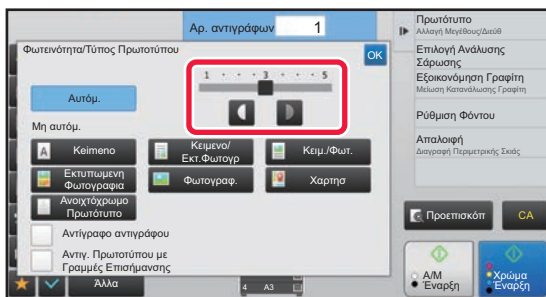 Αρ. αντιγράφων 1
Φωτεινότητα/Τύπος Πρωτοτύπου
OK
1 3 5
Αυτόμ.
Μη αυτόμ.
A
Keimeno
Κειμενο/
Εκτ.Φωτογρ
Κειμ./Φωτ.
Εκτυπωμενη
Φωτογραφια
Φωτογραφ.
Χαρτησ
Ανοιχτόχρωμο
Πρωτότυπο
Αντίγραφο αντιγράφου
Αντιγ. Πρωτοτύπου με
Γραμμές Επισήμανσης
Άλλα
4 A3
Πρωτότυπο
Αλλαγή Μεγέθους/Διεύθ
Επιλογή Ανάλυσης
Σάρωσης
Εξοικονόμηση Γραφίτη
Μείωση Κατανάλωσης Γραφίτη
Ρύθμιση Φόντου
Απαλοιφή
Διαγραφή Περιμετρικής Σκιάς
Προεπισκόπ
CA
Α/Μ
Έναρξη
Χρώμα
Έναρξη